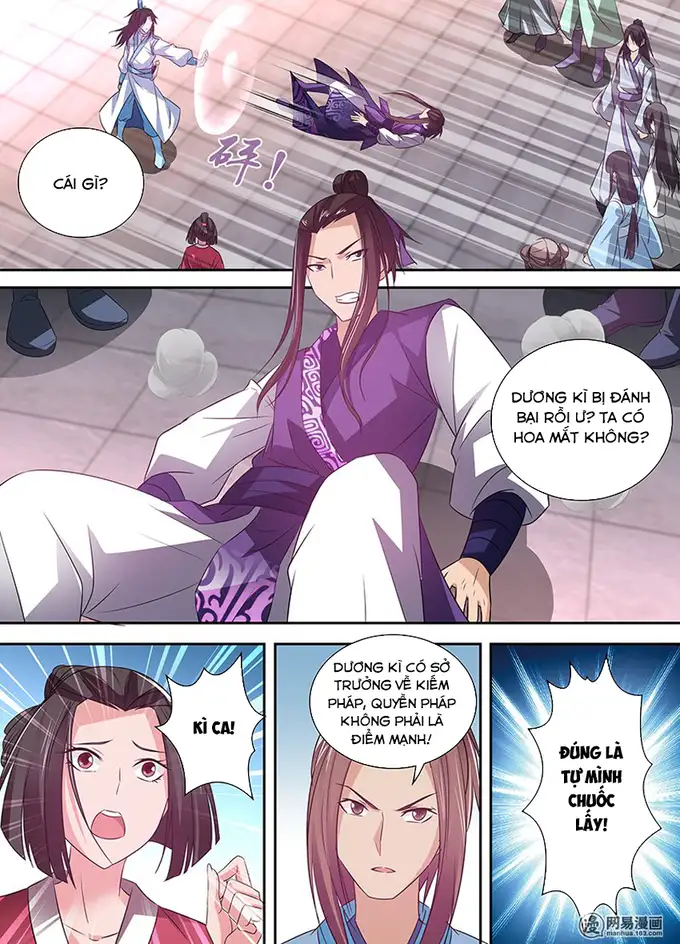 CÁI GÌ?
砰!
DƯƠNG KÌ BỊ ĐÁNH
BẠI RỒI Ư? TA CÓ
HOA MẮT KHÔNG?
KÌ CA!
DƯƠNG KÌ CÓ SỞ
TRƯỜNG VỀ KIẾM
PHÁP, QUYỀN PHÁP
KHÔNG PHẢI LÀ
ĐIỂM MẠNH!
ĐÚNG LÀ
TỰ MÌNH
CHUỐC
LẤY!
网易漫画
manhua.163.com